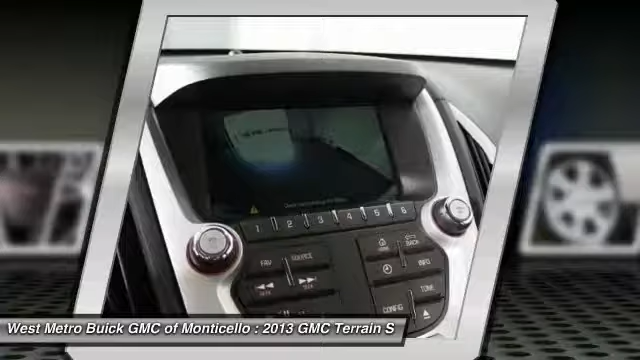 1 2 3 4 5 6
FAV SOURCE
BACK
INFO
TONE
CONFIG
West Metro Buick GMC of Monticello : 2013 GMC Terrain S